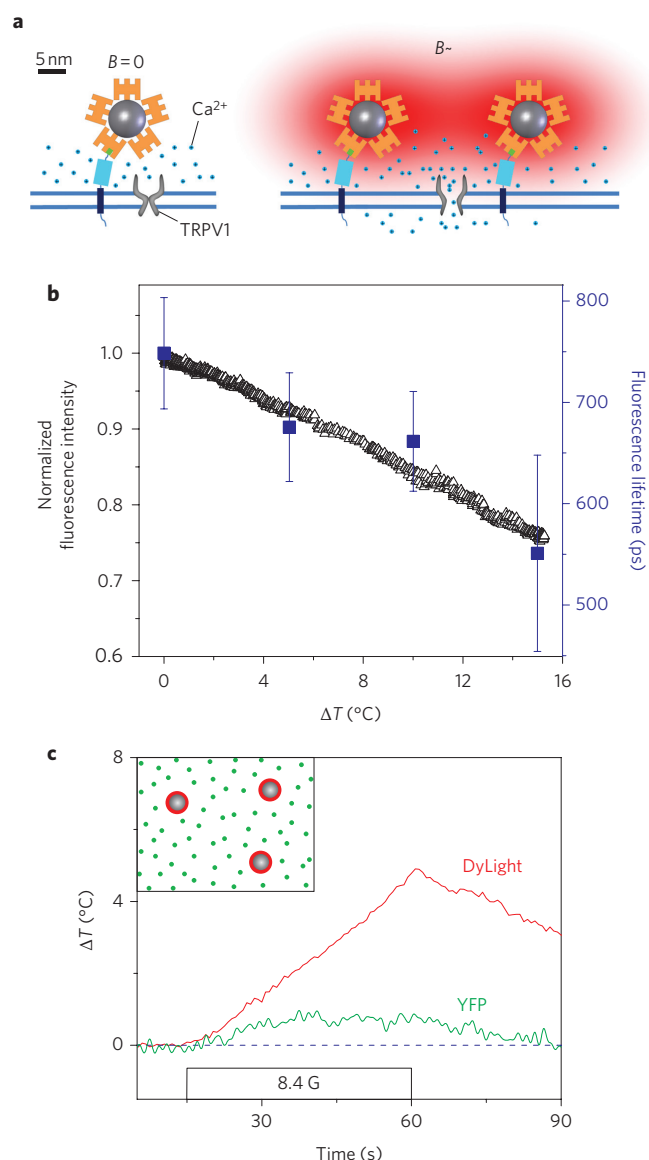 a
5 nm
B = 0
B~
Ca2+
TRPV1
b
Normalized
fluorescence intensity
1.0
0.9
0.8
0.7
0.6
800
700
600
500
Fluorescence lifetime (ps)
0 4 8 12 16
ΔT (°C)
c
8
4
0
ΔT (°C)
DyLight
YFP
8.4 G
30 60 90
Time (s)